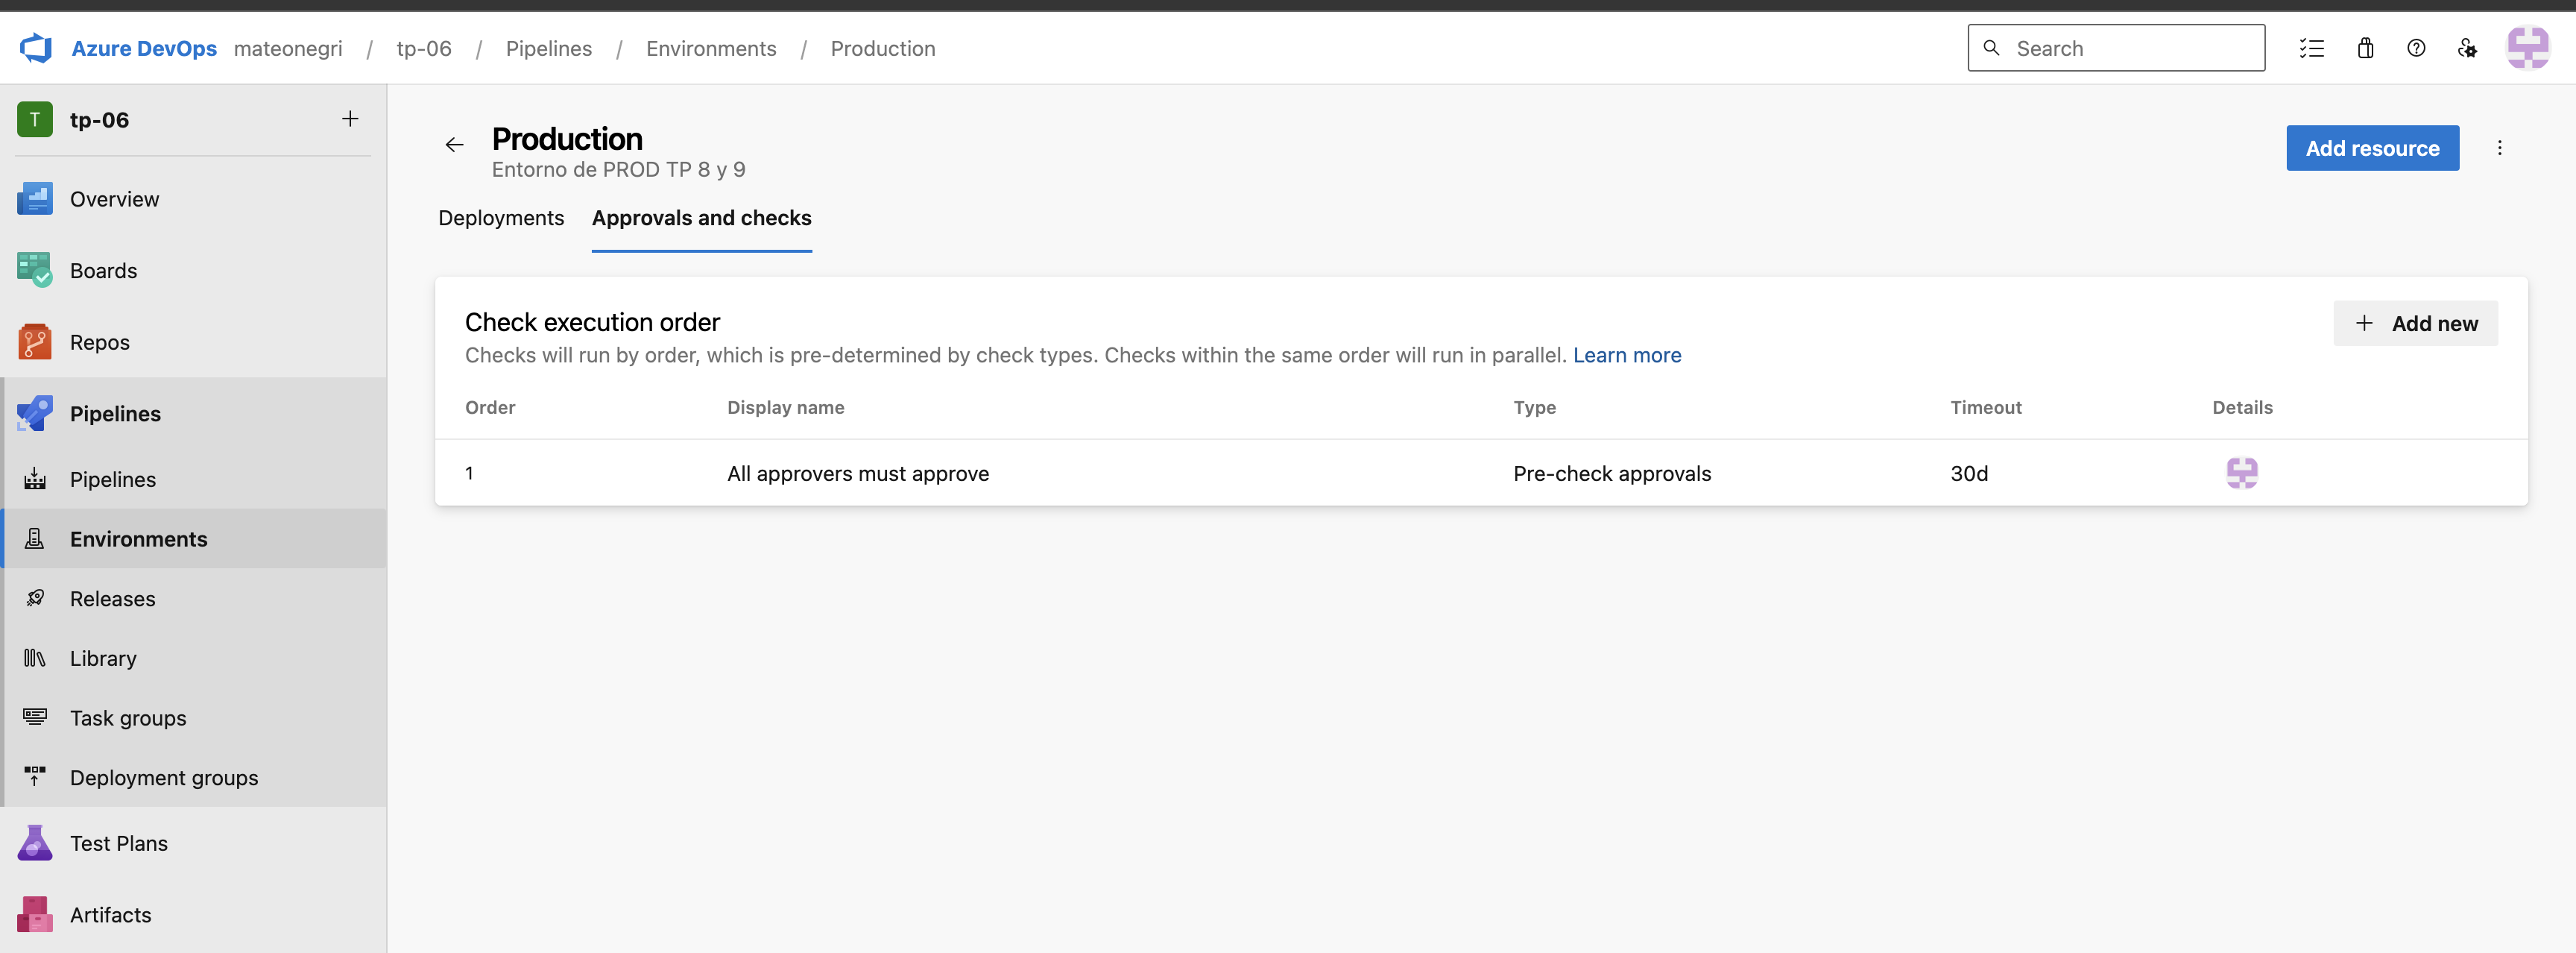 Azure DevOps mateonegri / tp-06 / Pipelines / Environments / Production
Search
T tp-06
Overview
Boards
Repos
Pipelines
Pipelines
Environments
Releases
Library
Task groups
Deployment groups
Test Plans
Artifacts
Production
Entorno de PROD TP 8 y 9
Add resource
Deployments Approvals and checks
Check execution order
Checks will run by order, which is pre-determined by check types. Checks within the same order will run in parallel. Learn more
+ Add new
Order Display name Type Timeout Details
1 All approvers must approve Pre-check approvals 30d